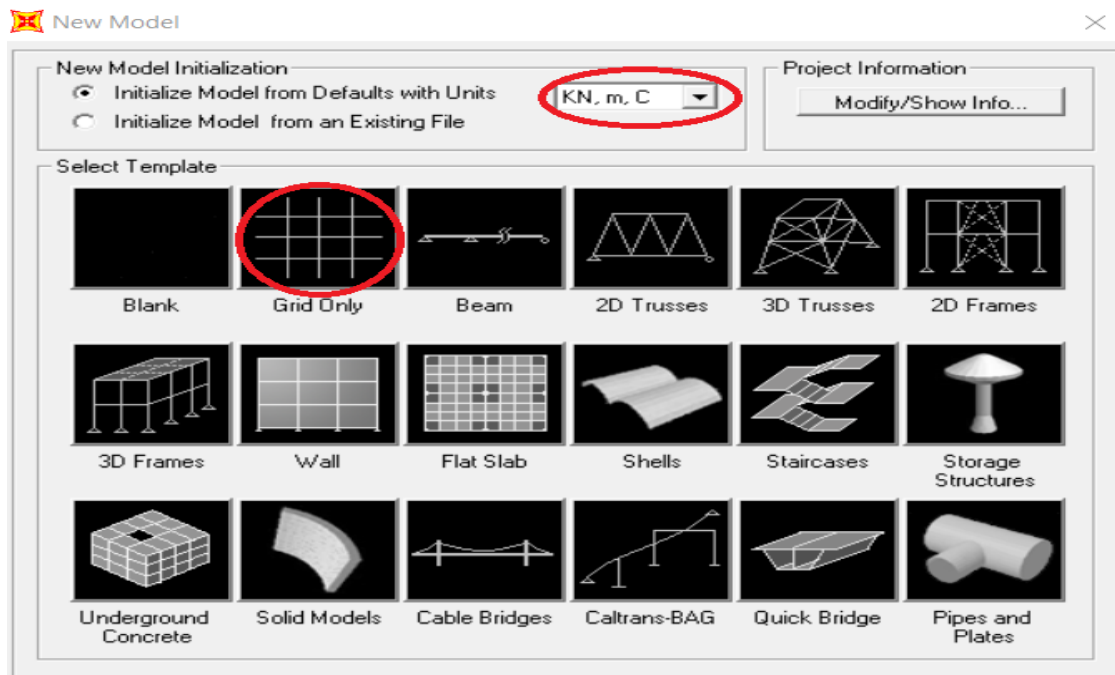 New Model
New Model Initialization
Project Information
Initialize Model from Defaults with Units
KN, m, C
Modify/Show Info...
Initialize Model from an Existing File
Select Template
Blank
Grid Only
Beam
2D Trusses
3D Trusses
2D Frames
3D Frames
Wall
Flat Slab
Shells
Staircases
Storage
Structures
Underground
Concrete
Solid Models
Cable Bridges
Caltrans-BAG
Quick Bridge
Pipes and
Plates